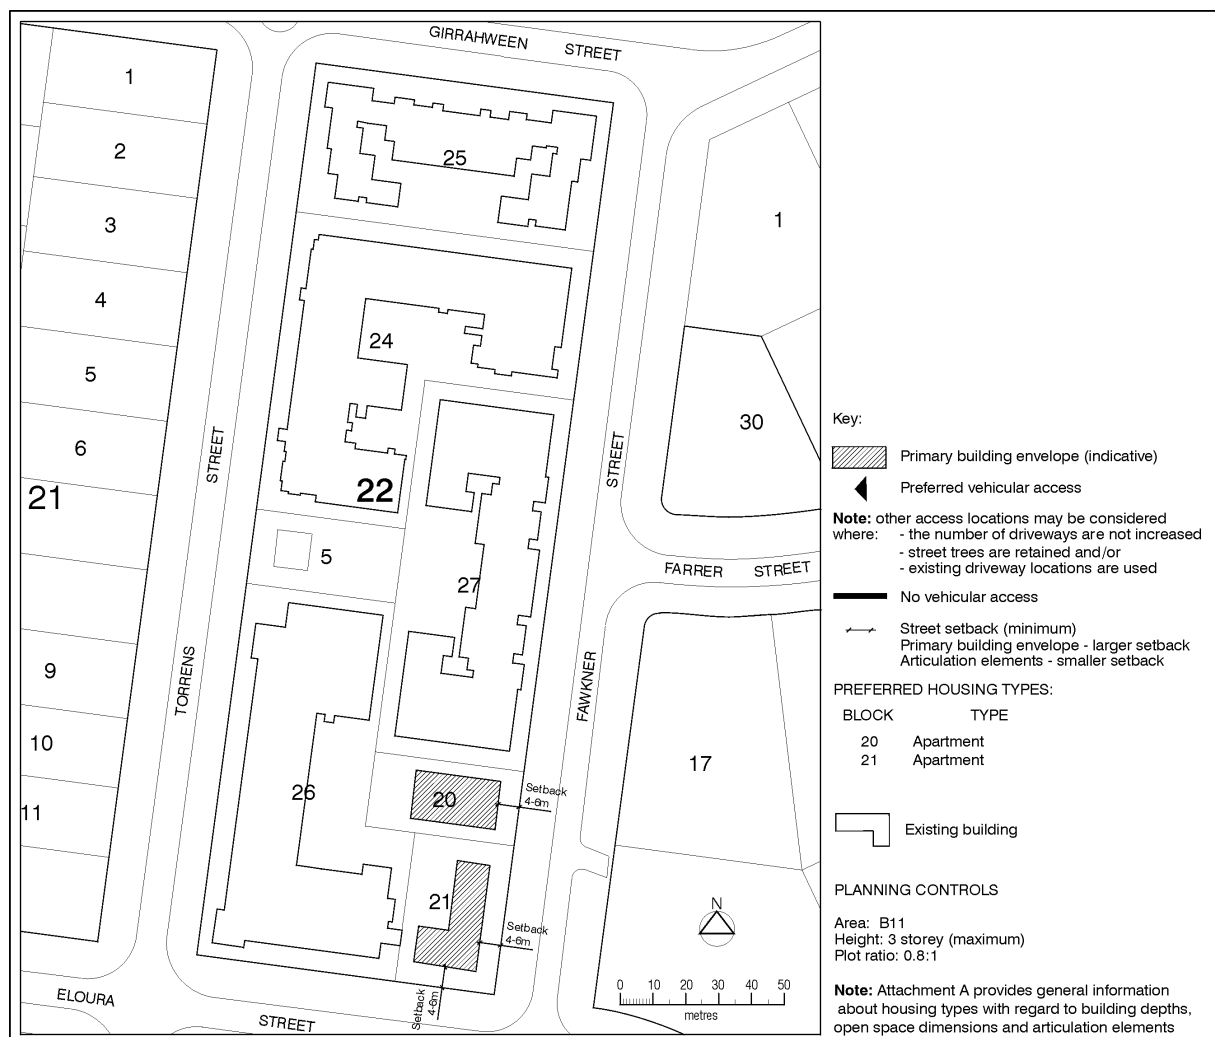 GIRRAHWEEN STREET
1
2
3
4
5
6
21
9
10
11
STREET
TORRENS
25
24
22
5
27
26
20
21
Setback
4-6m
Setback
4-6m
Setback
4-6m
STREET
FAWKNER
FARRER STREET
1
30
17
ELOURA
STREET
N
0 10 20 30 40 50
metres
Key:
Primary building envelope (indicative)
Preferred vehicular access
Note: other access locations may be considered
where: - the number of driveways are not increased
- street trees are retained and/or
- existing driveway locations are used
No vehicular access
Street setback (minimum)
Primary building envelope - larger setback
Articulation elements - smaller setback
PREFERRED HOUSING TYPES:
BLOCK TYPE
20 Apartment
21 Apartment
Existing building
PLANNING CONTROLS
Area: B11
Height: 3 storey (maximum)
Plot ratio: 0.8:1
Note: Attachment A provides general information
about housing types with regard to building depths,
open space dimensions and articulation elements